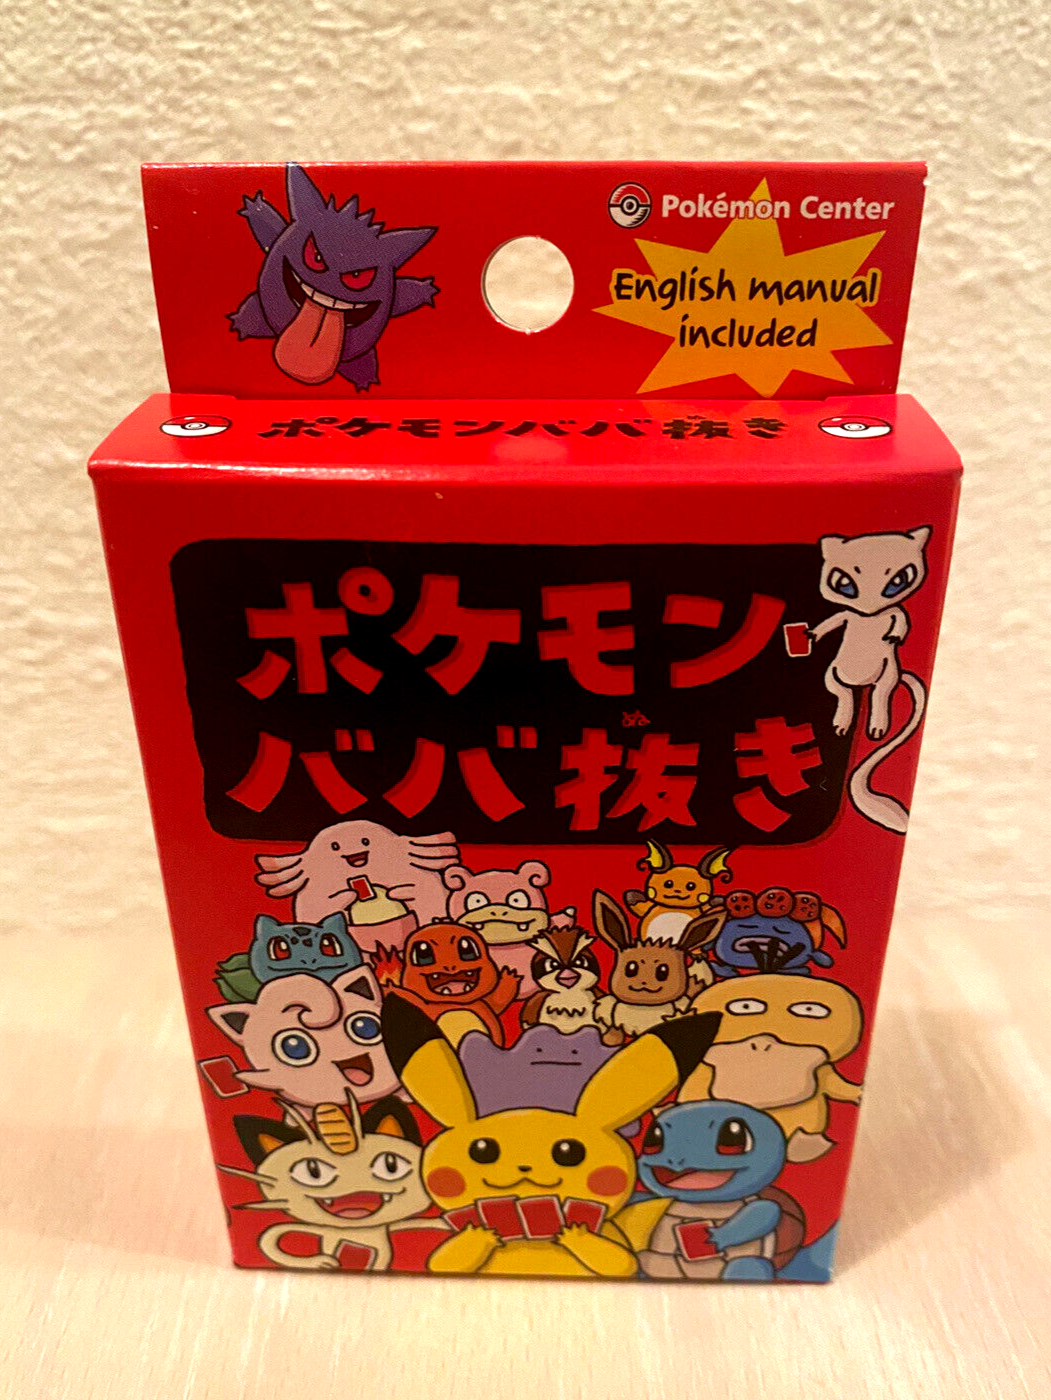 Pokémon Center
English manual
included
ポケモンババ抜き
ポケモン
ババ抜き